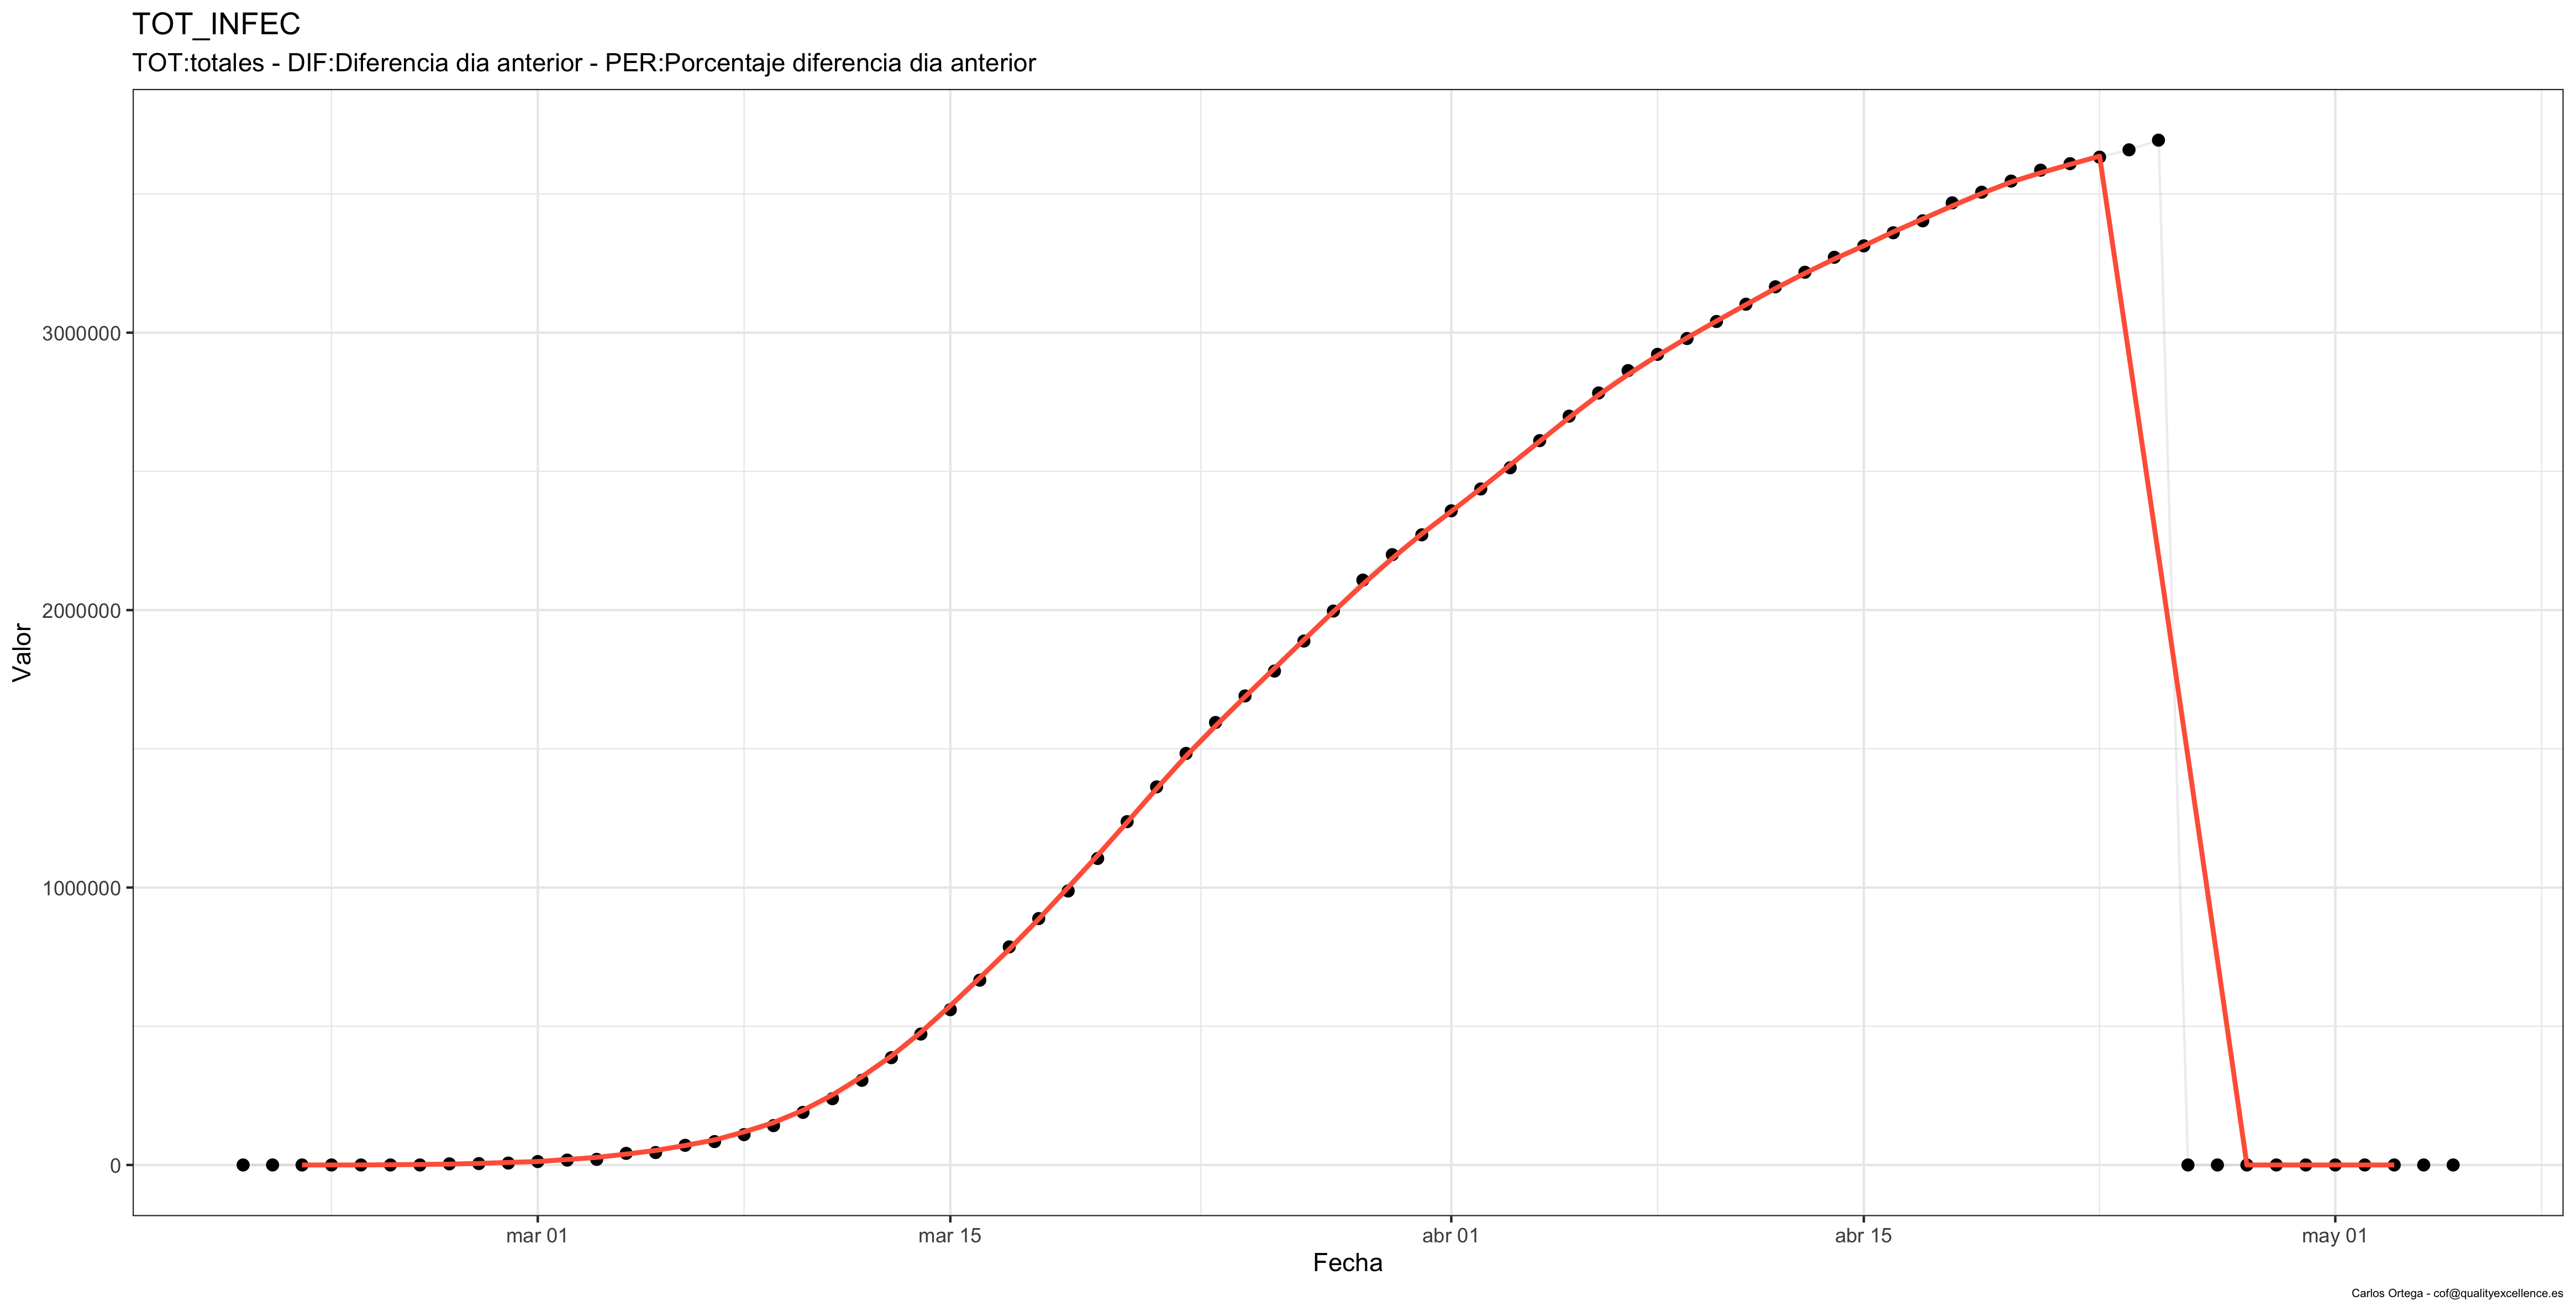 TOT_INFEC
TOT:totales - DIF:Diferencia dia anterior - PER:Porcentaje diferencia dia anterior
Valor
3000000
2000000
1000000
0
mar 01
mar 15
abr 01
abr 15
may 01
Fecha
Carlos Ortega - cof@qualityexcellence.es